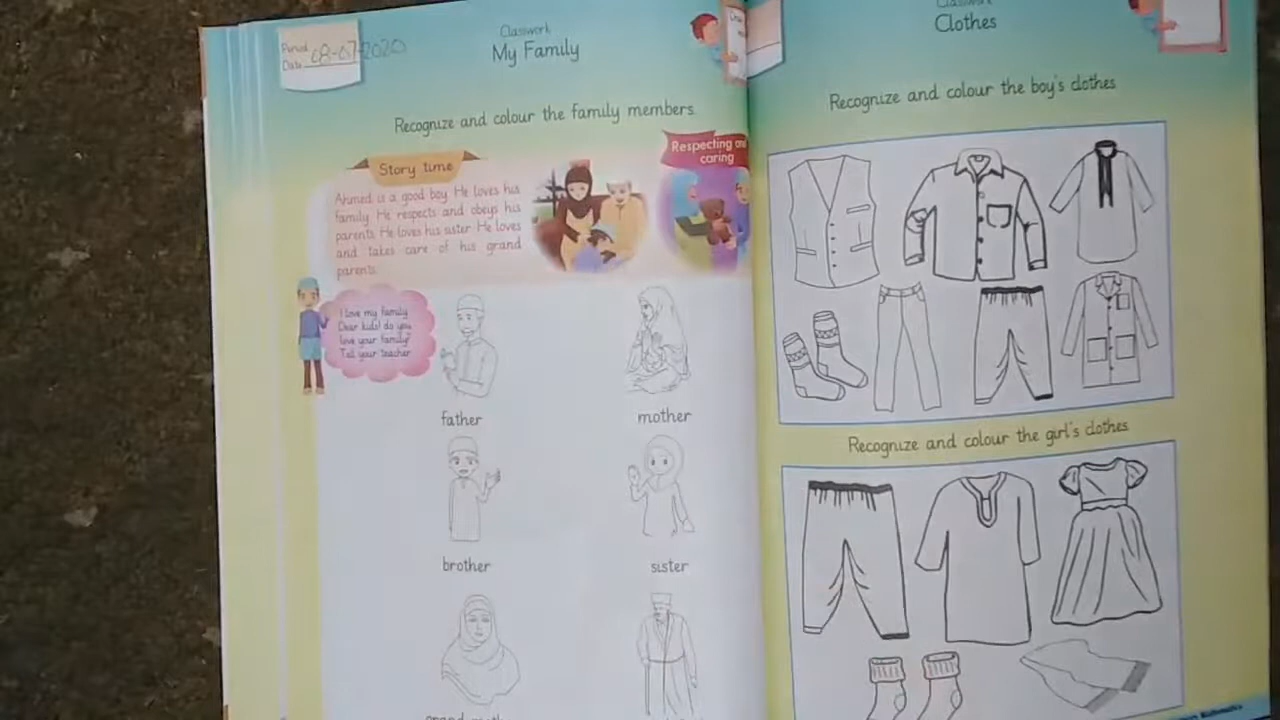 Period
Date 08-07-2020
Classwork
My Family
Recognize and colour the family members.
Story time
Ahmed is a good boy. He loves his
family. He respects and obeys his
parents. He loves his sister. He loves
and takes care of his grand
parents.
Respecting and
caring
I love my family
Dear kids! do you
love your family?
Tell your teacher
father
mother
brother
sister
Classwork
Clothes
Recognize and colour the boy's clothes
Recognize and colour the girl's clothes
Mathematics